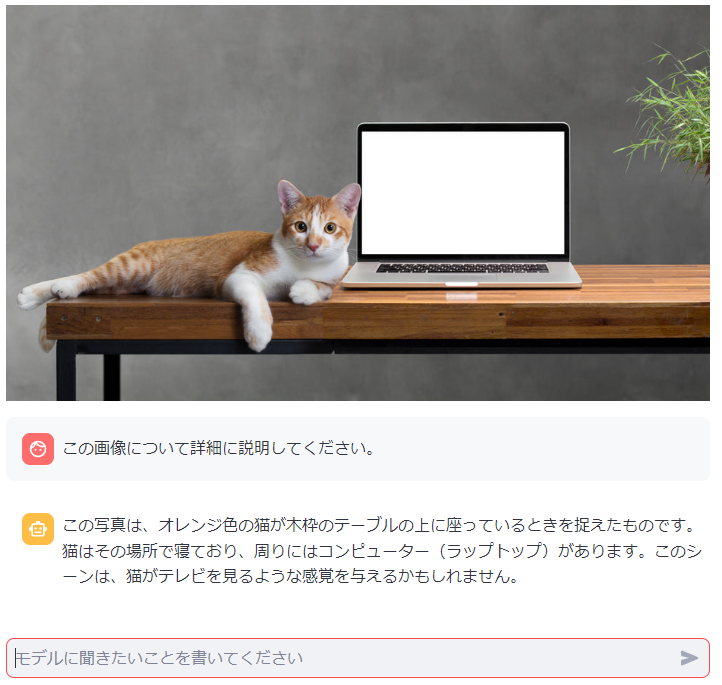 この画像について詳細に説明してください。
この写真は、オレンジ色の猫が木枠のテーブルの上に座っているときを捉えたものです。
猫はその場所で寝ており、周りにはコンピューター（ラップトップ）があります。このシ
ーンは、猫がテレビを見るような感覚を与えるかもしれません。
モデルに聞きたいことを書いてください